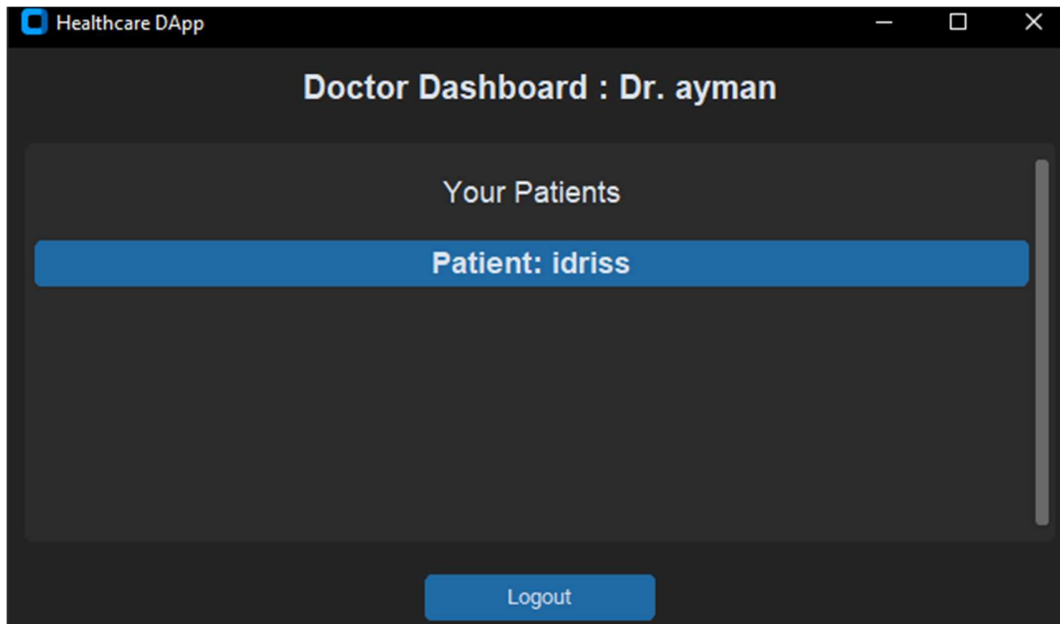 Healthcare DApp
Doctor Dashboard : Dr. ayman
Your Patients
Patient: idriss
Logout